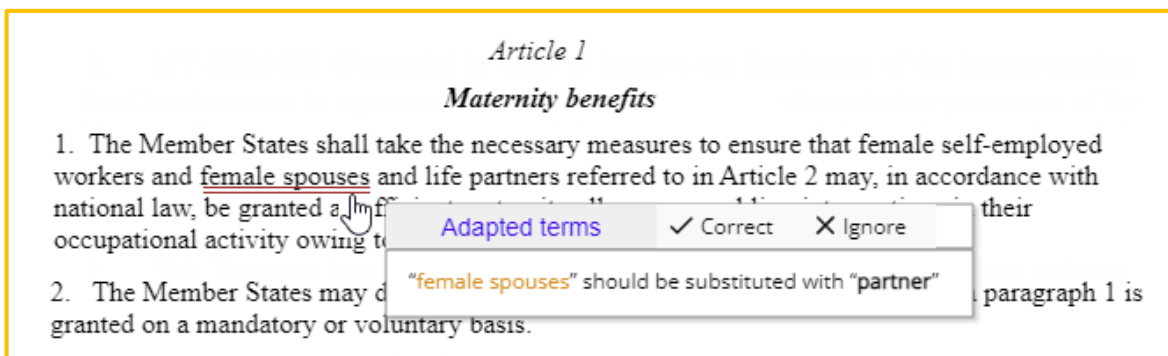 Article 1
Maternity benefits
1. The Member States shall take the necessary measures to ensure that female self-employed
workers and female spouses and life partners referred to in Article 2 may, in accordance with
national law, be granted a their
occupational activity owing
Adapted terms ✓ Correct X Ignore
“female spouses” should be substituted with “partner”
2. The Member States may paragraph 1 is
granted on a mandatory or voluntary basis.